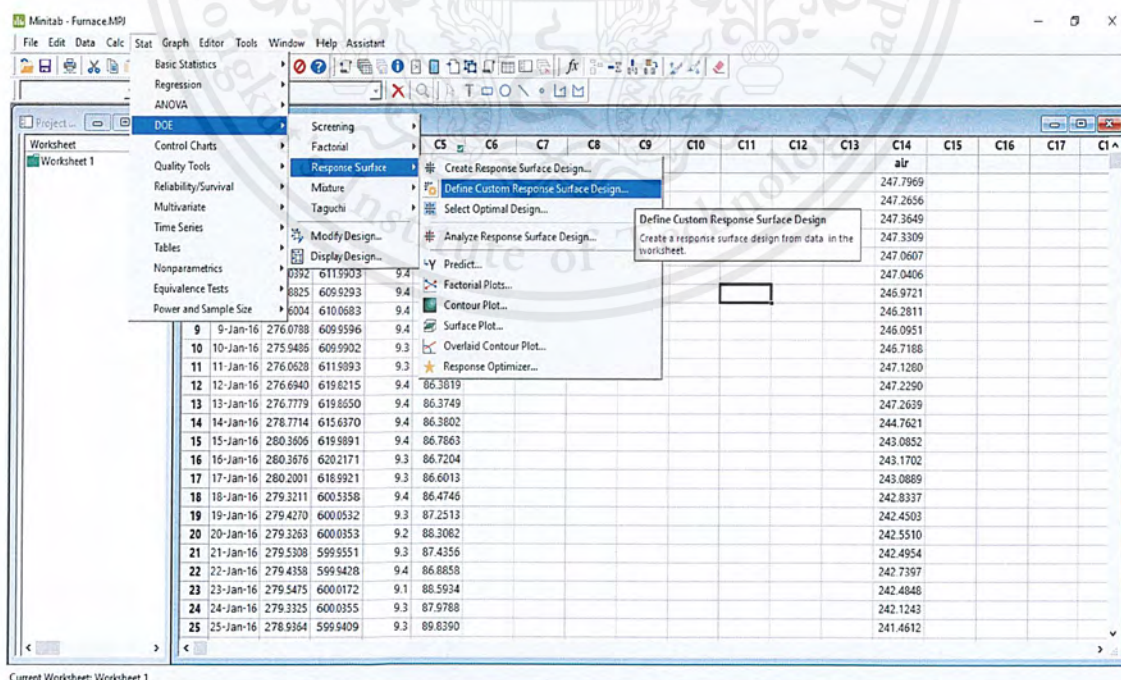 Minitab - Furnace.MPJ
File Edit Data Calc Stat Graph Editor Tools Window Help Assistant
Basic Statistics
Regression
ANOVA
DOE
Control Charts
Quality Tools
Reliability/Survival
Multivariate
Time Series
Tables
Nonparametrics
Equivalence Tests
Power and Sample Size
Screening
Factorial
Response Surface
Mixture
Taguchi
Modify Design...
Display Design...
Create Response Surface Design...
Define Custom Response Surface Design...
Select Optimal Design...
Analyze Response Surface Design...
Predict...
Factorial Plots...
Contour Plot...
Surface Plot...
Overlaid Contour Plot...
Response Optimizer...
Define Custom Response Surface Design
Create a response surface design from data in the
worksheet.
Project ...
Worksheet
Worksheet 1
C5 C6 C7 C8 C9 C10 C11 C12 C13 C14 C15 C16 C17 C1
air
247.7969
247.2656
247.3649
247.3309
247.0607
0392 611.9903 9.4 247.0406
8825 609.9293 9.4 246.9721
6004 610.0683 9.4 246.2811
9 9-Jan-16 276.0788 609.9596 9.4 246.0951
10 10-Jan-16 275.9486 609.9902 9.3 246.7188
11 11-Jan-16 276.0628 611.9893 9.3 247.1280
12 12-Jan-16 276.6940 619.8215 9.4 86.3819 247.2290
13 13-Jan-16 276.7779 619.8650 9.4 86.3749 247.2639
14 14-Jan-16 278.7714 615.6370 9.4 86.3802 244.7621
15 15-Jan-16 280.3606 619.9891 9.4 86.7863 243.0852
16 16-Jan-16 280.3676 620.2171 9.3 86.7204 243.1702
17 17-Jan-16 280.2001 618.9921 9.3 86.6013 243.0889
18 18-Jan-16 279.3211 600.5358 9.4 86.4746 242.8337
19 19-Jan-16 279.4270 600.0532 9.3 87.2513 242.4503
20 20-Jan-16 279.3263 600.0353 9.2 88.3082 242.5510
21 21-Jan-16 279.5308 599.9551 9.3 87.4356 242.4954
22 22-Jan-16 279.4358 599.9428 9.4 86.8858 242.7397
23 23-Jan-16 279.5475 600.0172 9.1 88.5934 242.4848
24 24-Jan-16 279.3325 600.0355 9.3 87.9788 242.1243
25 25-Jan-16 278.9364 599.9409 9.3 89.8390 241.4612
Current Worksheet: Worksheet 1